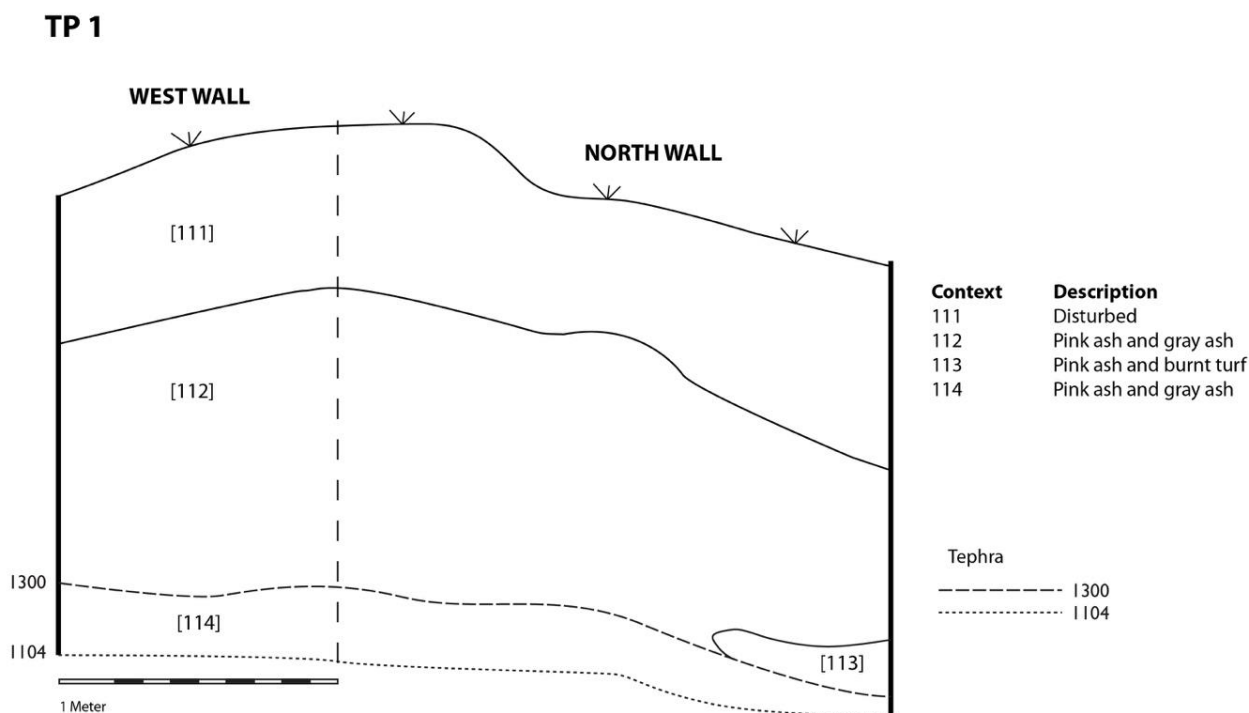 TP 1
WEST WALL
NORTH WALL
[111]
[112]
Context Description
111 Disturbed
112 Pink ash and gray ash
113 Pink ash and burnt turf
114 Pink ash and gray ash
Tephra
1300
1104
1300
[114]
1104
[113]
1 Meter